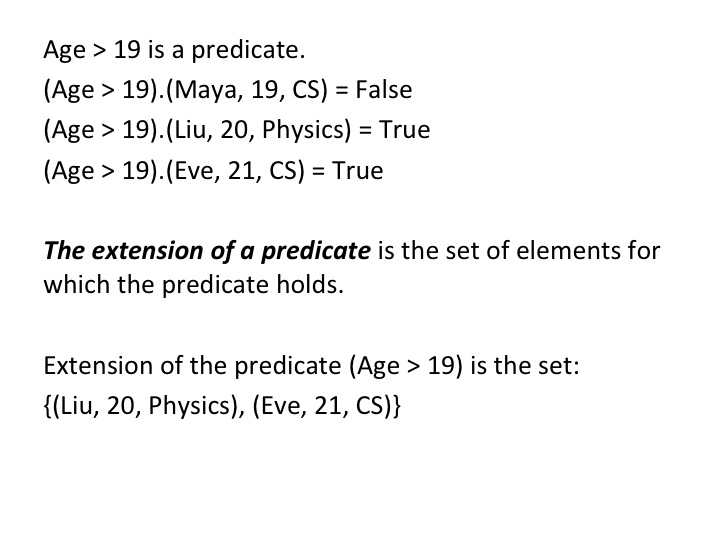 Age > 19 is a predicate.
(Age > 19).(Maya, 19, CS) = False
(Age > 19).(Liu, 20, Physics) = True
(Age > 19).(Eve, 21, CS) = True
The extension of a predicate is the set of elements for
which the predicate holds.
Extension of the predicate (Age > 19) is the set:
{(Liu, 20, Physics), (Eve, 21, CS)}